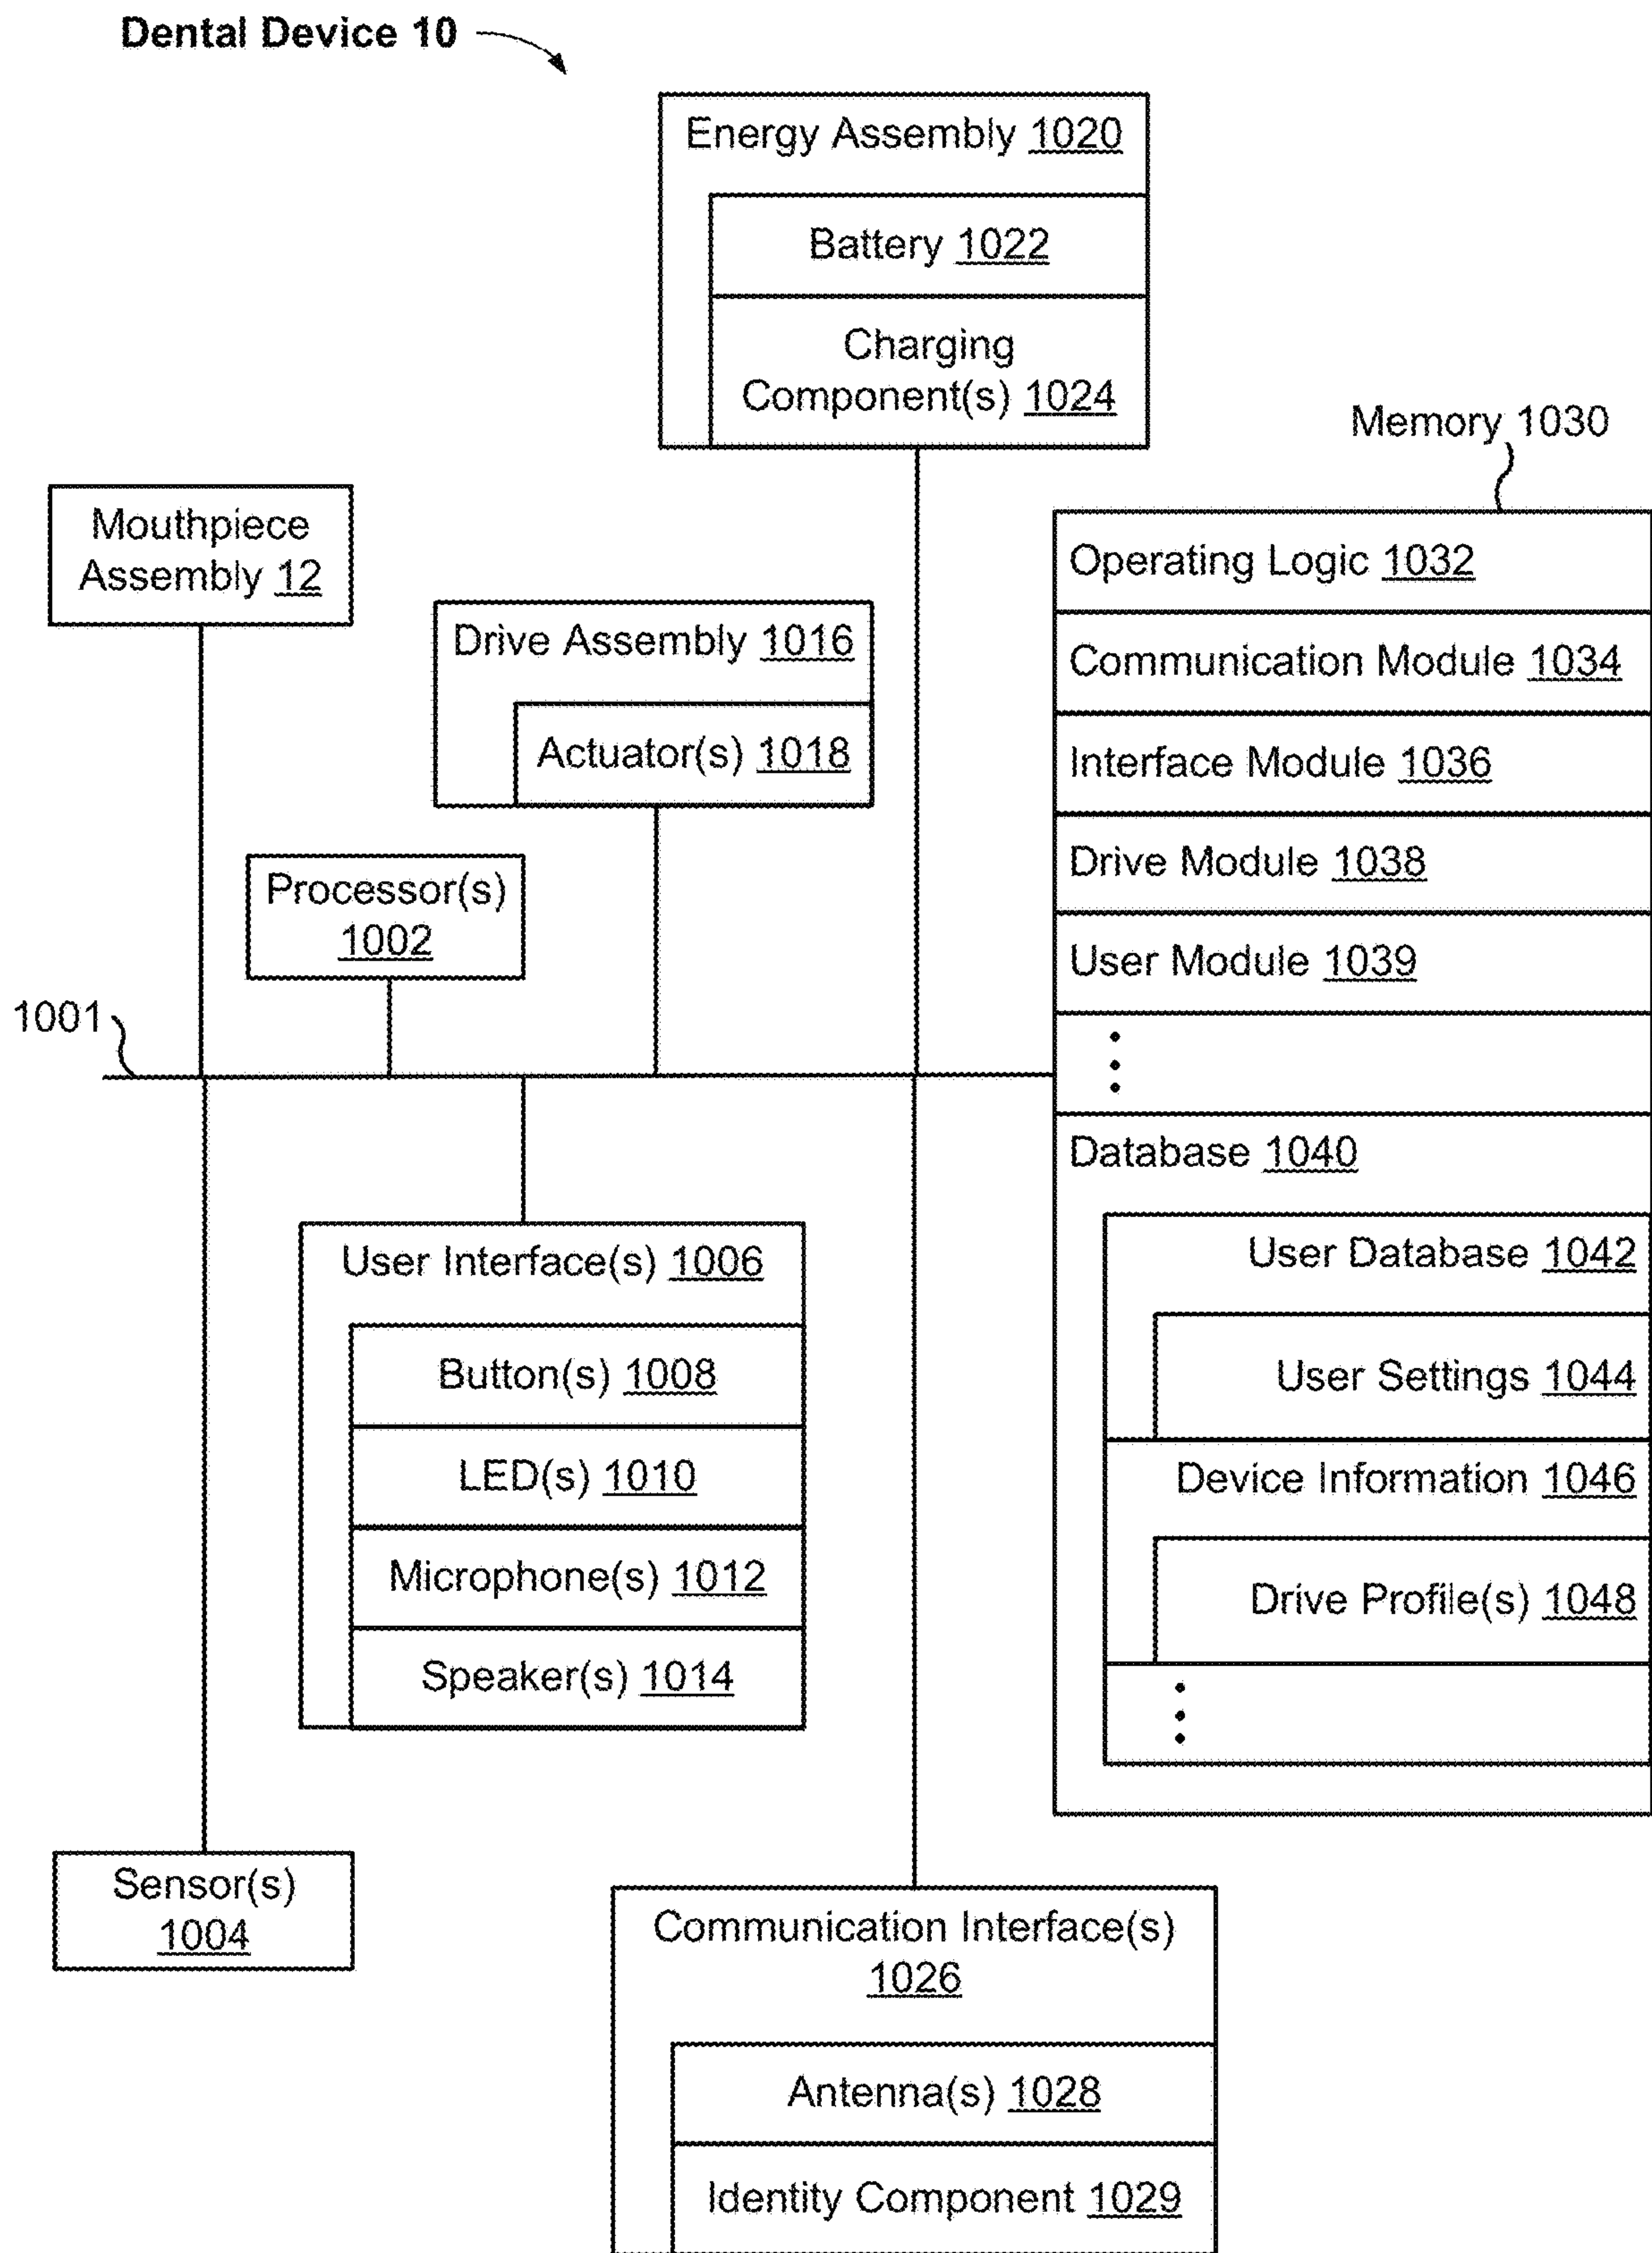 Dental Device 10
Energy Assembly 1020
Battery 1022
Charging
Component(s) 1024
Memory 1030
Mouthpiece
Assembly 12
Operating Logic 1032
Drive Assembly 1016
Communication Module 1034
Actuator(s) 1018
Interface Module 1036
Drive Module 1038
Processor(s)
1002
User Module 1039
1001
Database 1040
User Interface(s) 1006
User Database 1042
Button(s) 1008
User Settings 1044
LED(s) 1010
Device Information 1046
Microphone(s) 1012
Drive Profile(s) 1048
Speaker(s) 1014
Sensor(s)
1004
Communication Interface(s)
1026
Antenna(s) 1028
Identity Component 1029